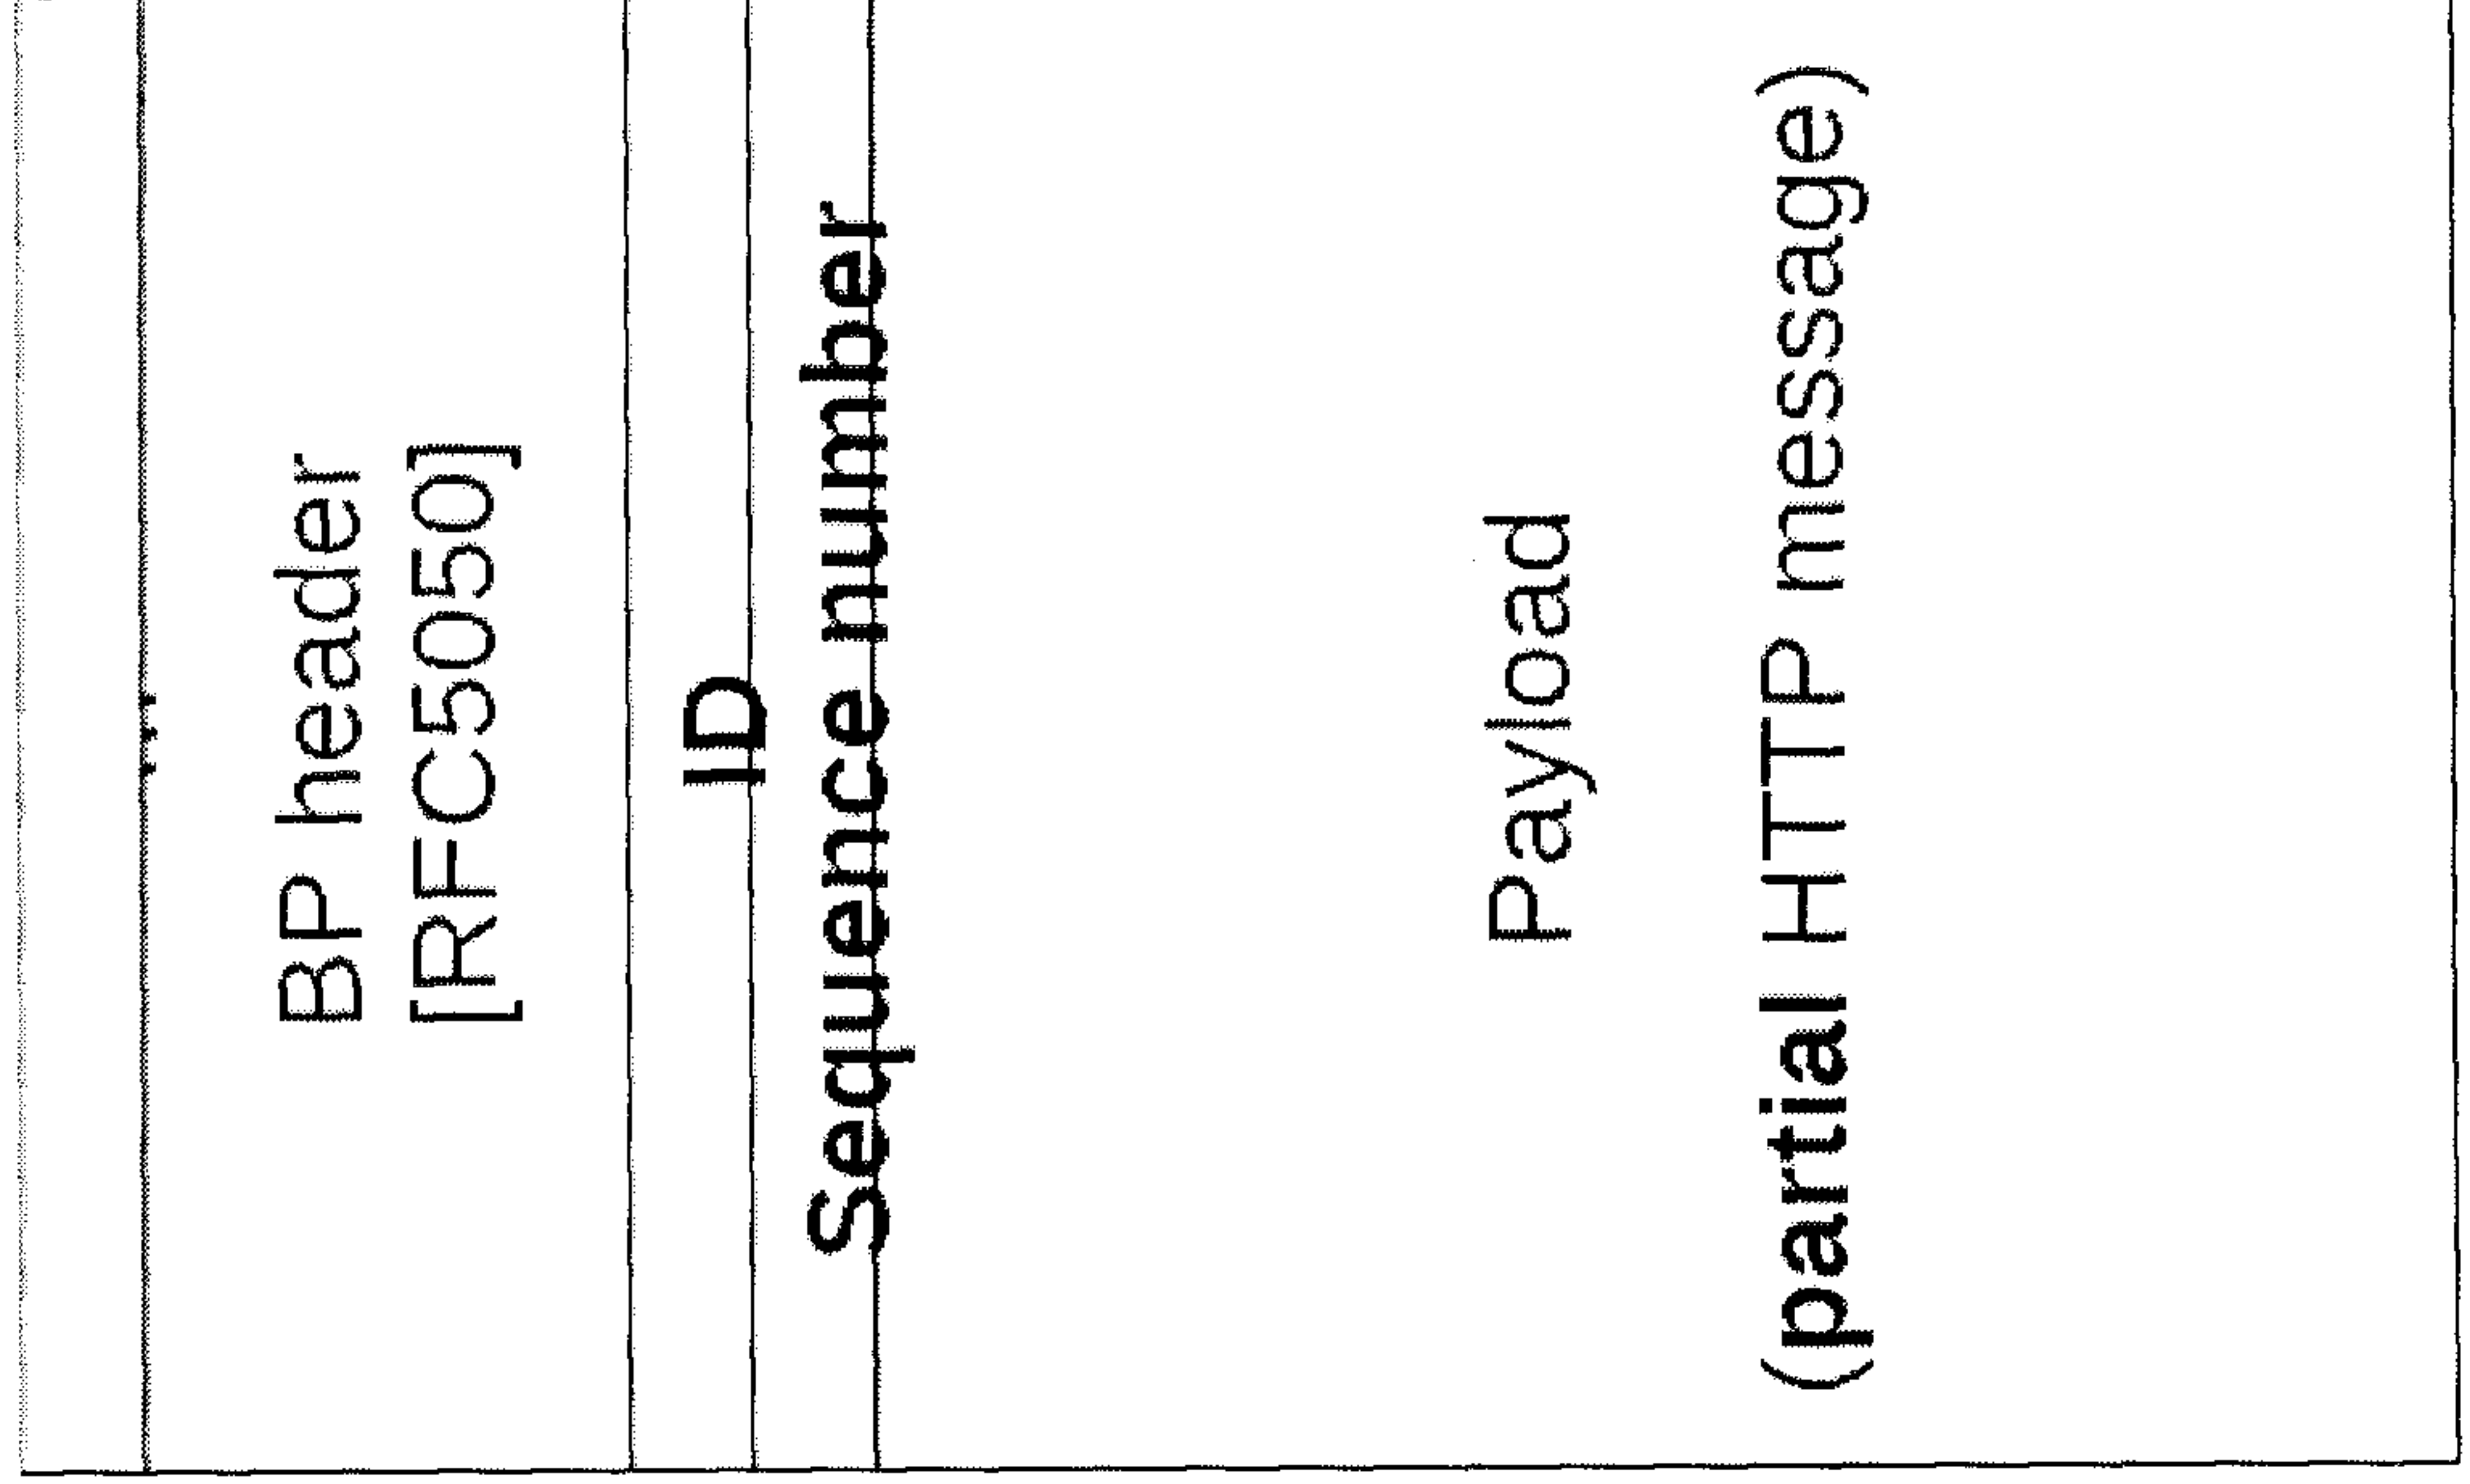 BP header
[RFC5050]
ID
Sequence number
Payload
(partial HTTP message)